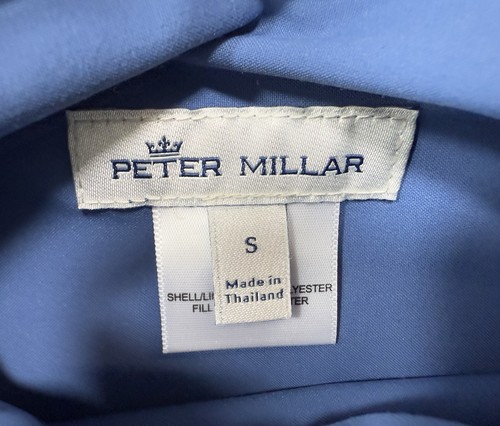 PETER MILLAR
S
Made in
Thailand
SHELL/LI YESTER
FILL TER